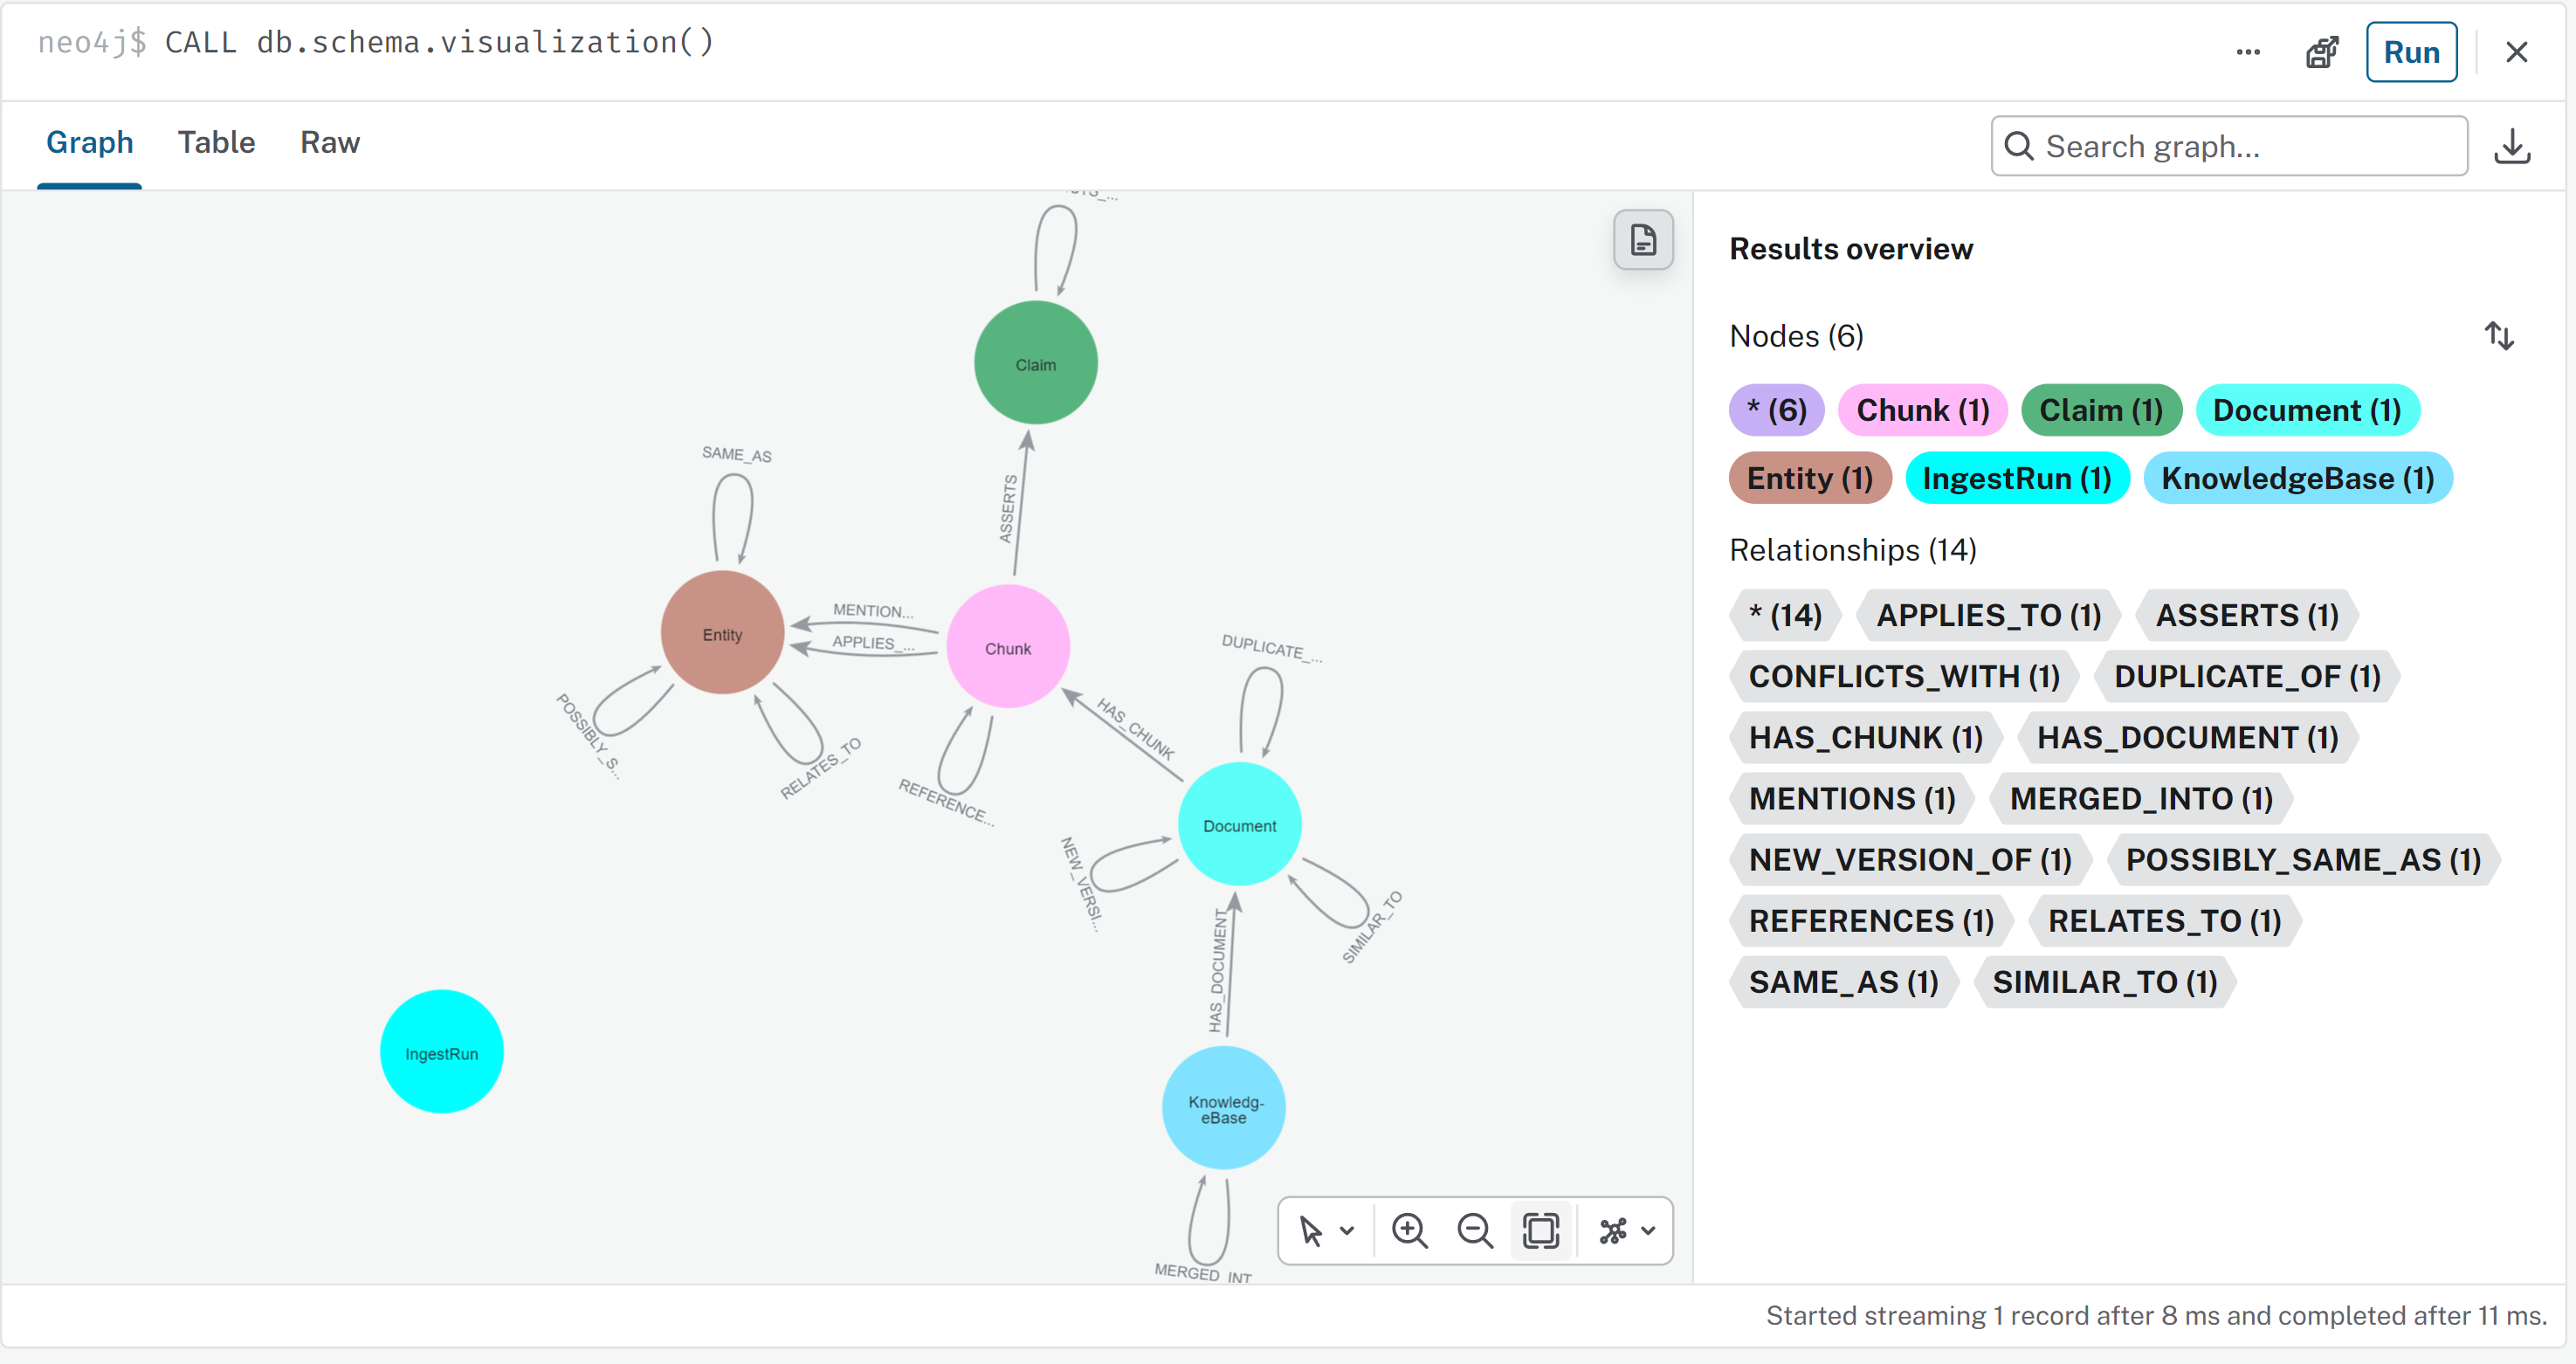 neo4j$ CALL db.schema.visualization()
Run
Graph Table Raw
Search graph...
Results overview
Nodes (6)
* (6) Chunk (1) Claim (1) Document (1)
Entity (1) IngestRun (1) KnowledgeBase (1)
Relationships (14)
* (14) APPLIES_TO (1) ASSERTS (1)
CONFLICTS_WITH (1) DUPLICATE_OF (1)
HAS_CHUNK (1) HAS_DOCUMENT (1)
MENTIONS (1) MERGED_INTO (1)
NEW_VERSION_OF (1) POSSIBLY_SAME_AS (1)
REFERENCES (1) RELATES_TO (1)
SAME_AS (1) SIMILAR_TO (1)
Claim
SAME_AS
ASSERTS
MENTION...
APPLIES_...
Entity
Chunk
DUPLICATE_...
POSSIBLY_S...
RELATES_TO
REFERENCE...
HAS_CHUNK
Document
NEW_VERSI...
SIMILAR_TO
HAS_DOCUMENT
IngestRun
Knowledg-
eBase
MERGED_INT
Started streaming 1 record after 8 ms and completed after 11 ms.